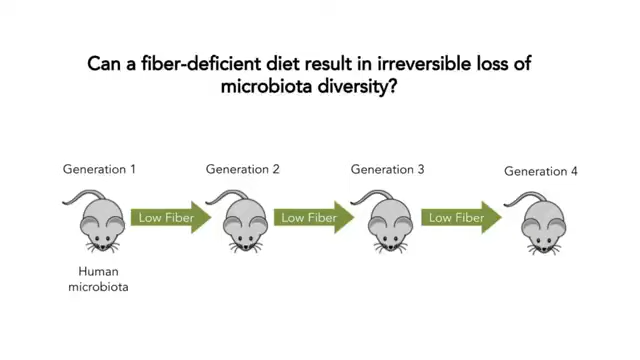 Can a fiber-deficient diet result in irreversible loss of
microbiota diversity?
Generation 1
Generation 2
Generation 3
Generation 4
Low Fiber
Low Fiber
Low Fiber
Human
microbiota